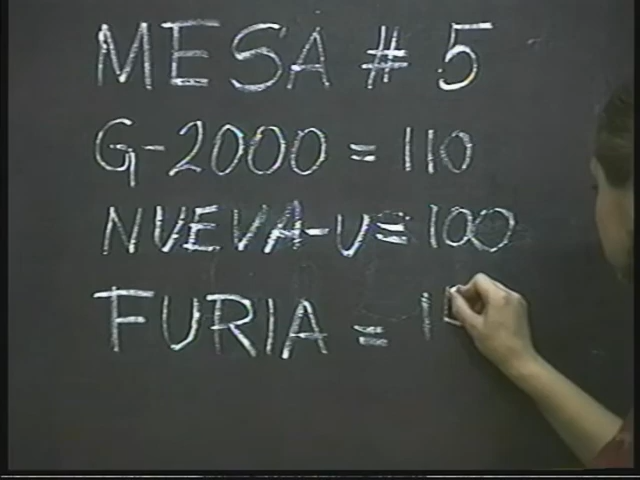 MESA # 5
G-2000 = 110
NUEVA-U = 100
FURIA = 1